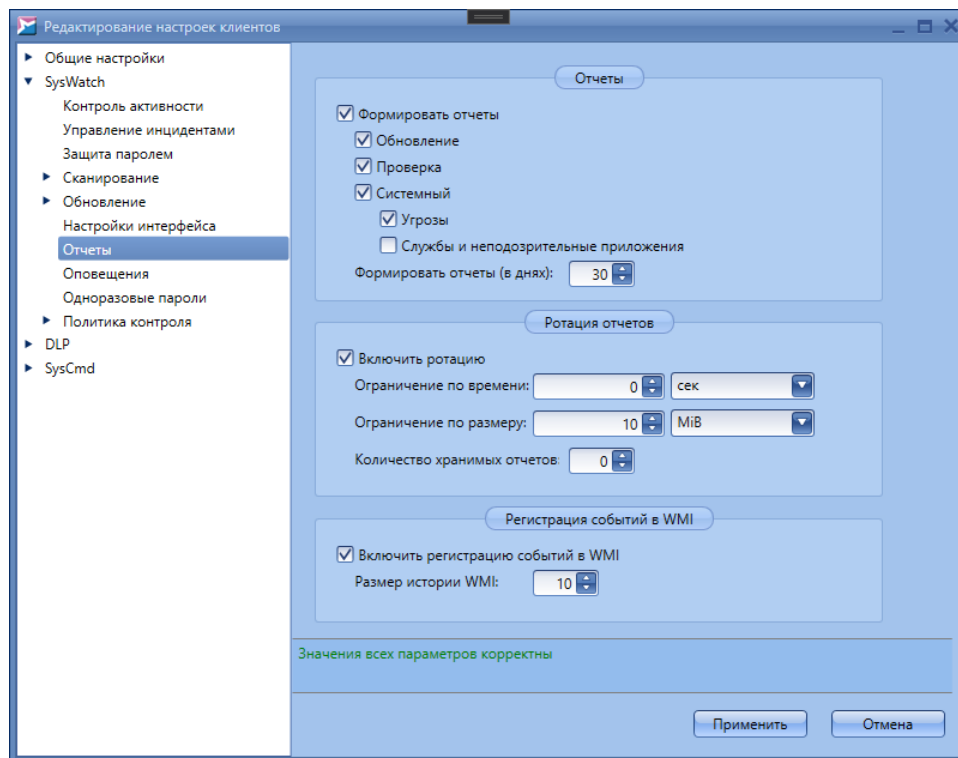 Редактирование настроек клиентов
Общие настройки
SysWatch
Контроль активности
Управление инцидентами
Защита паролем
Сканирование
Обновление
Настройки интерфейса
Отчеты
Оповещения
Одноразовые пароли
Политика контроля
DLP
SysCmd
Отчеты
Формировать отчеты
Обновление
Проверка
Системный
Угрозы
Службы и неподозрительные приложения
Формировать отчеты (в днях): 30
Ротация отчетов
Включить ротацию
Ограничение по времени: 0 сек
Ограничение по размеру: 10 MiB
Количество хранимых отчетов: 0
Регистрация событий в WMI
Включить регистрацию событий в WMI
Размер истории WMI: 10
Значения всех параметров корректны
Применить Отмена